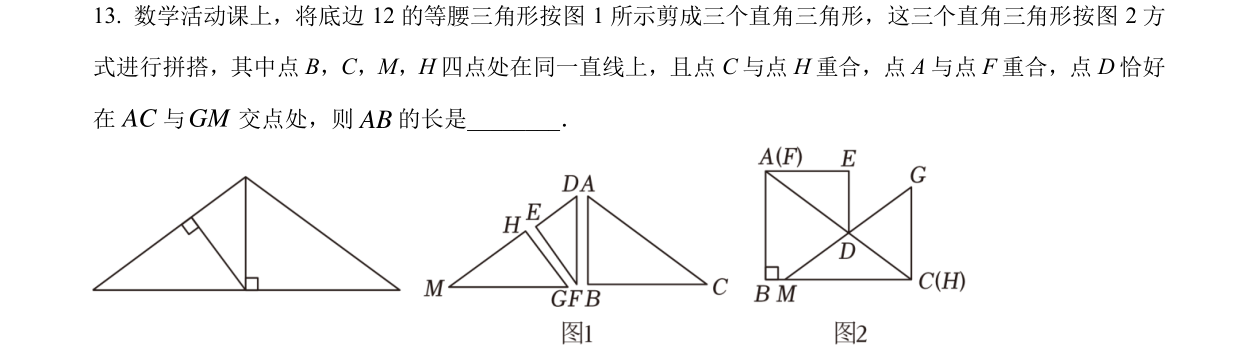 13. 数学活动课上，将底边 12 的等腰三角形按图 1 所示剪成三个直角三角形，这三个直角三角形按图 2 方
式进行拼搭，其中点 B，C，M，H 四点处在同一直线上，且点 C 与点 H 重合，点 A 与点 F 重合，点 D 恰好
在 AC 与 GM 交点处，则 AB 的长是________．
A(F) E
G
D A
H E
D
M G F B C
B M C(H)
图1 图2